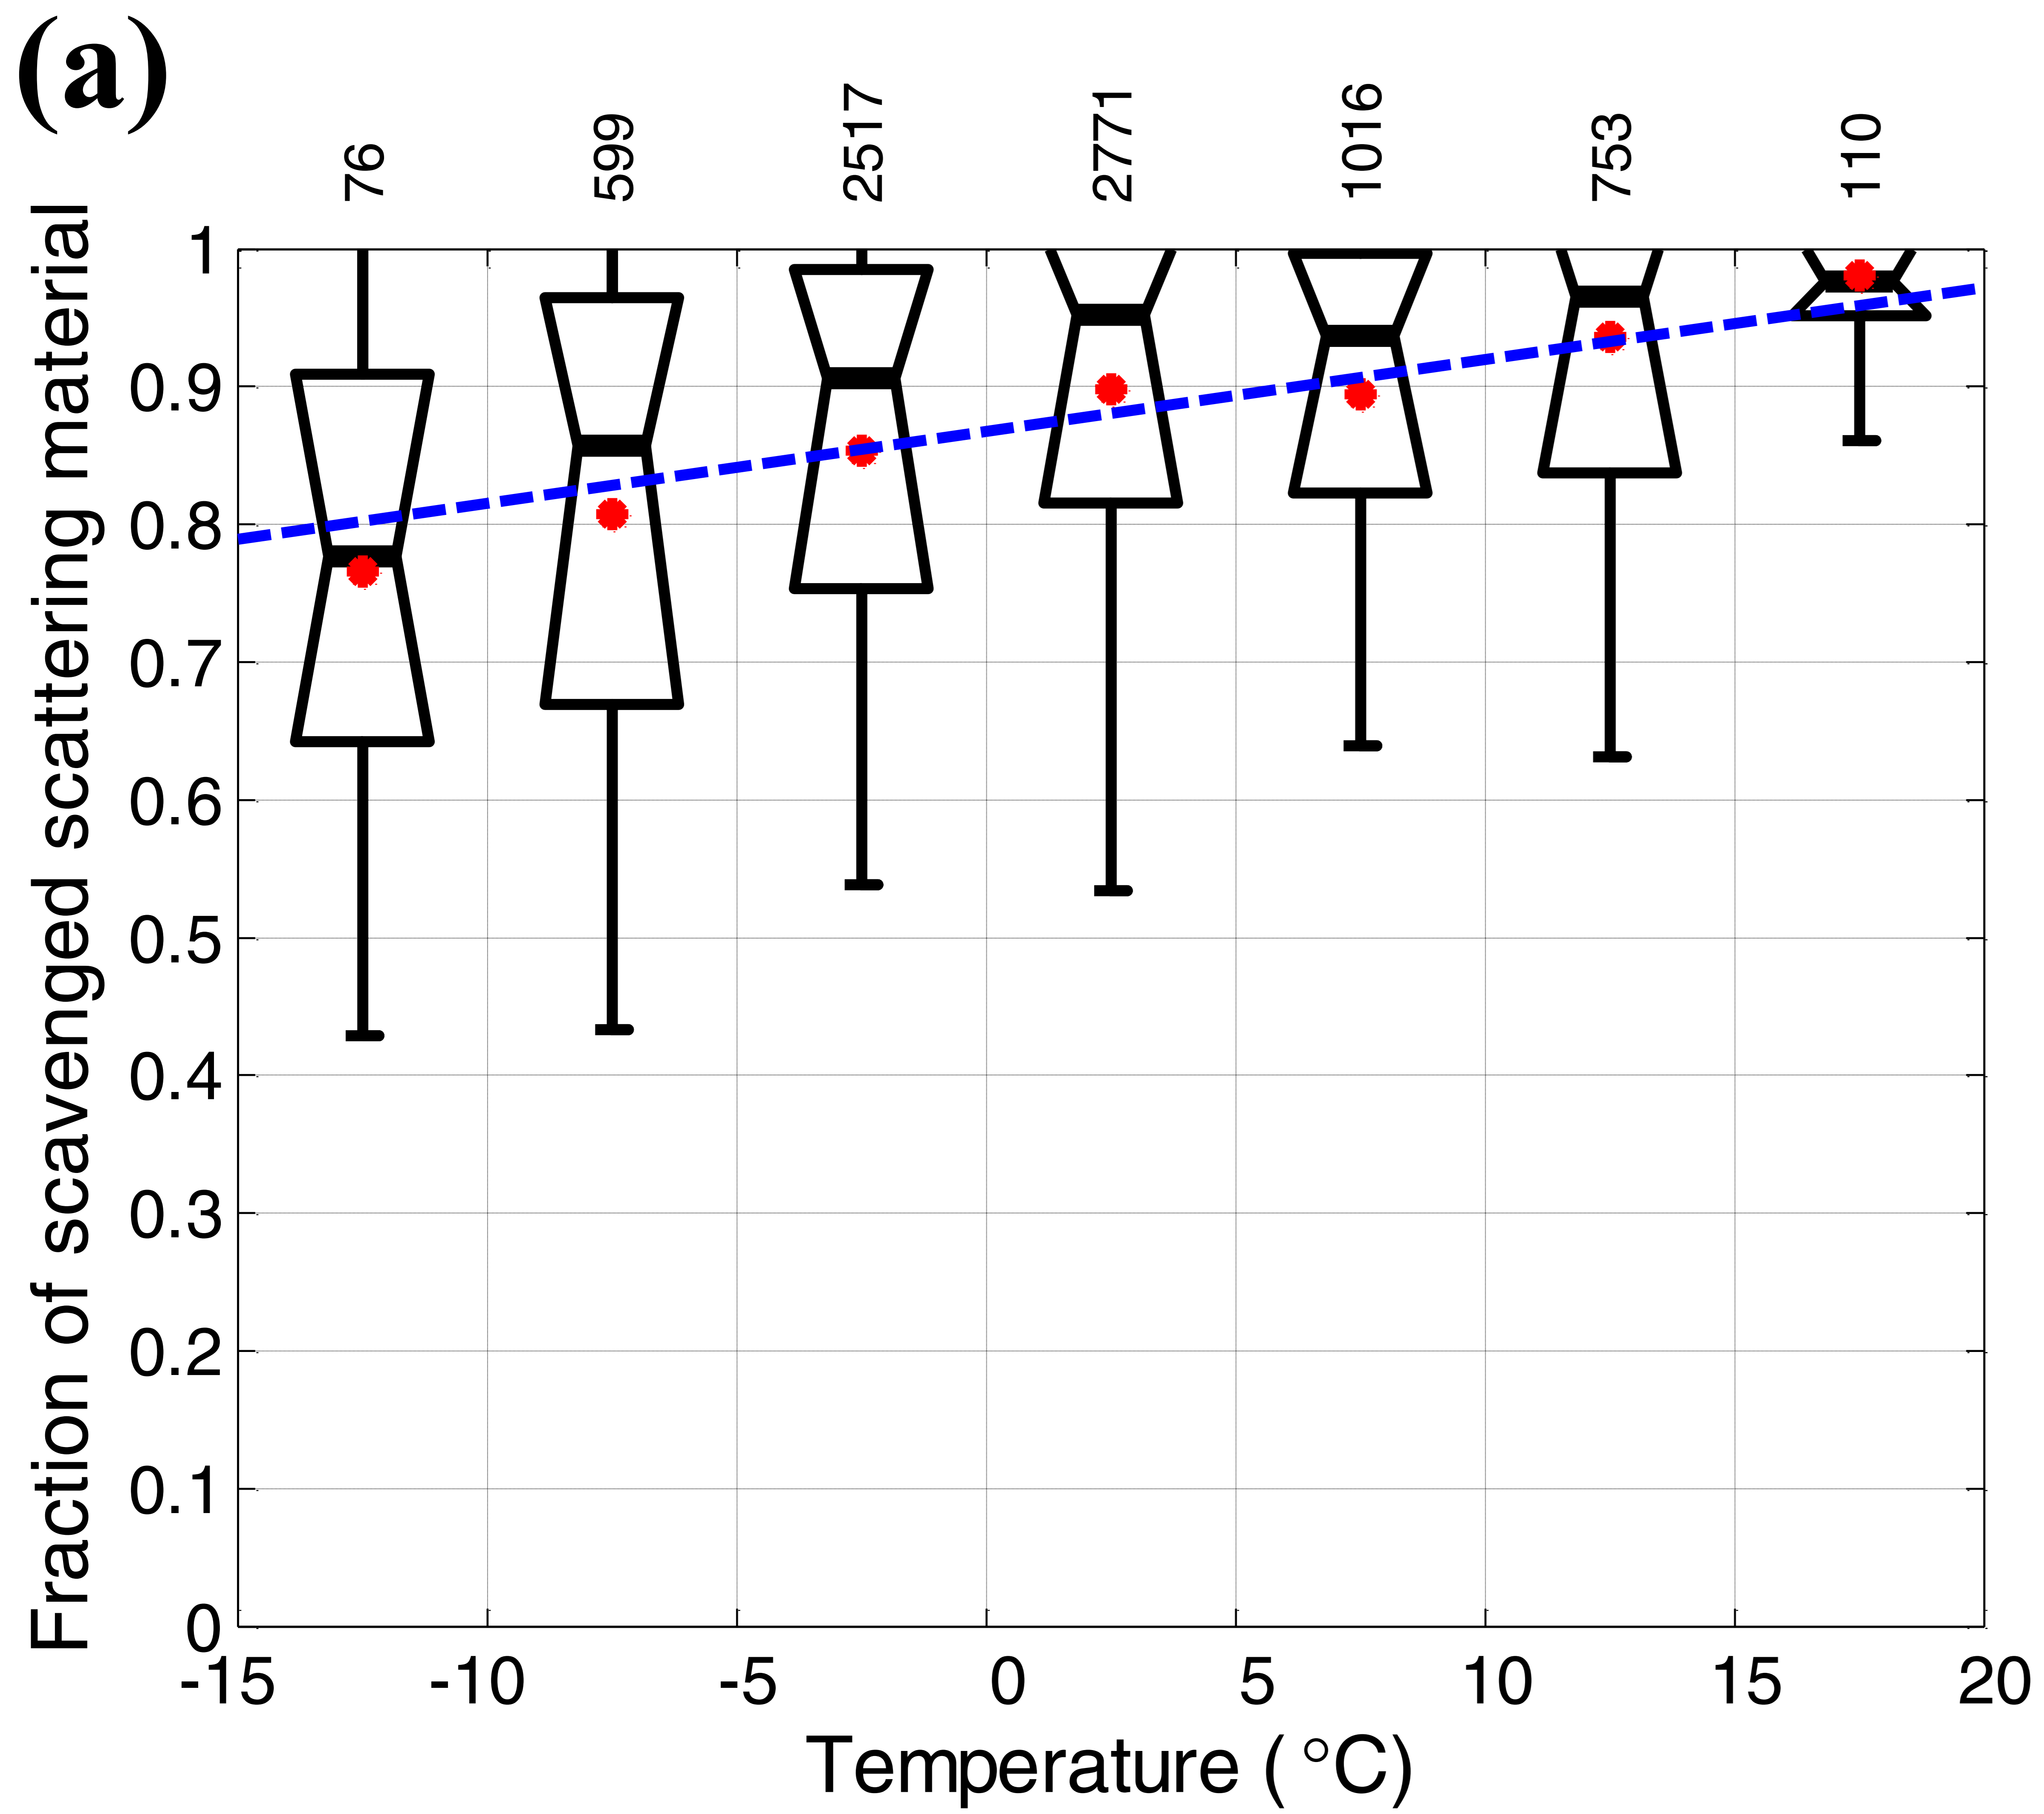 (a)
76 599 2517 2771 1016 753 110
Fraction of scavenged scattering material
1
0.9
0.8
0.7
0.6
0.5
0.4
0.3
0.2
0.1
0
-15 -10 -5 0 5 10 15 20
Temperature ( °C)